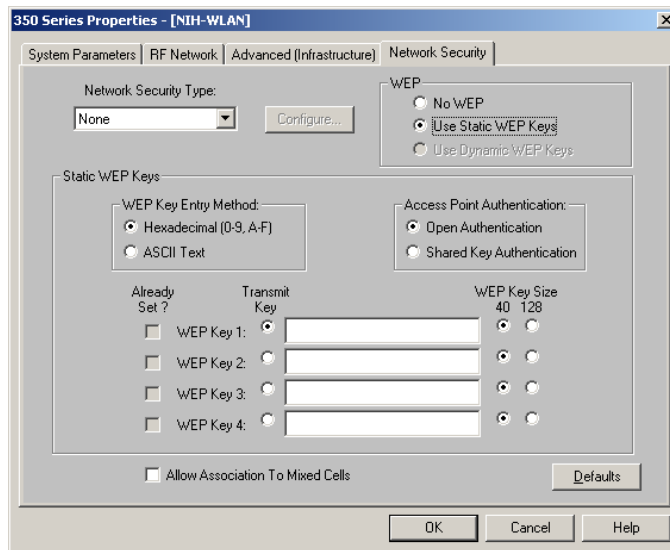 350 Series Properties - [NIH-WLAN]
System Parameters RF Network Advanced (Infrastructure) Network Security
Network Security Type:
None
Configure...
WEP
No WEP
Use Static WEP Keys
Use Dynamic WEP Keys
Static WEP Keys
WEP Key Entry Method:
Hexadecimal (0-9, A-F)
ASCII Text
Access Point Authentication:
Open Authentication
Shared Key Authentication
Already
Set ?
Transmit
Key
WEP Key Size
40 128
WEP Key 1:
WEP Key 2:
WEP Key 3:
WEP Key 4:
Allow Association To Mixed Cells
Defaults
OK Cancel Help